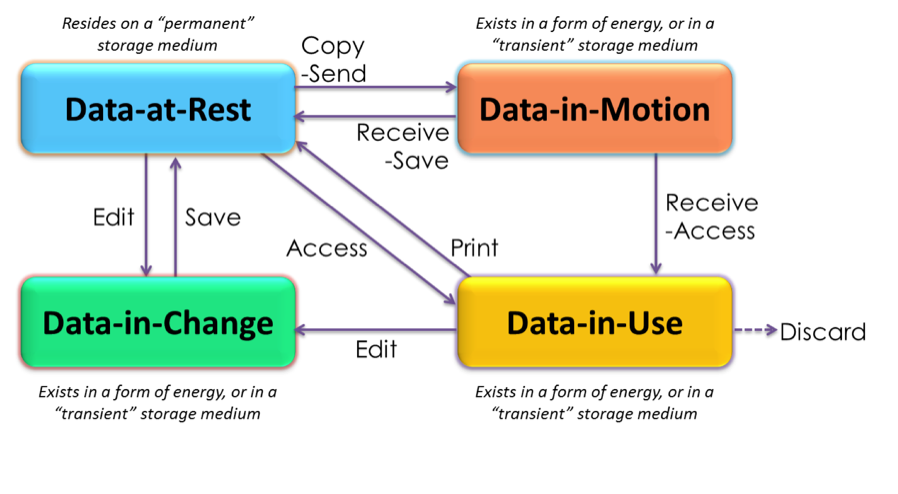 Resides on a “permanent”
storage medium
Exists in a form of energy, or in a
“transient” storage medium
Copy
-Send
Data-at-Rest
Data-in-Motion
Receive
-Save
Edit
Save
Access
Print
Receive
-Access
Data-in-Change
Data-in-Use
Edit
Discard
Exists in a form of energy, or in a
“transient” storage medium
Exists in a form of energy, or in a
“transient” storage medium